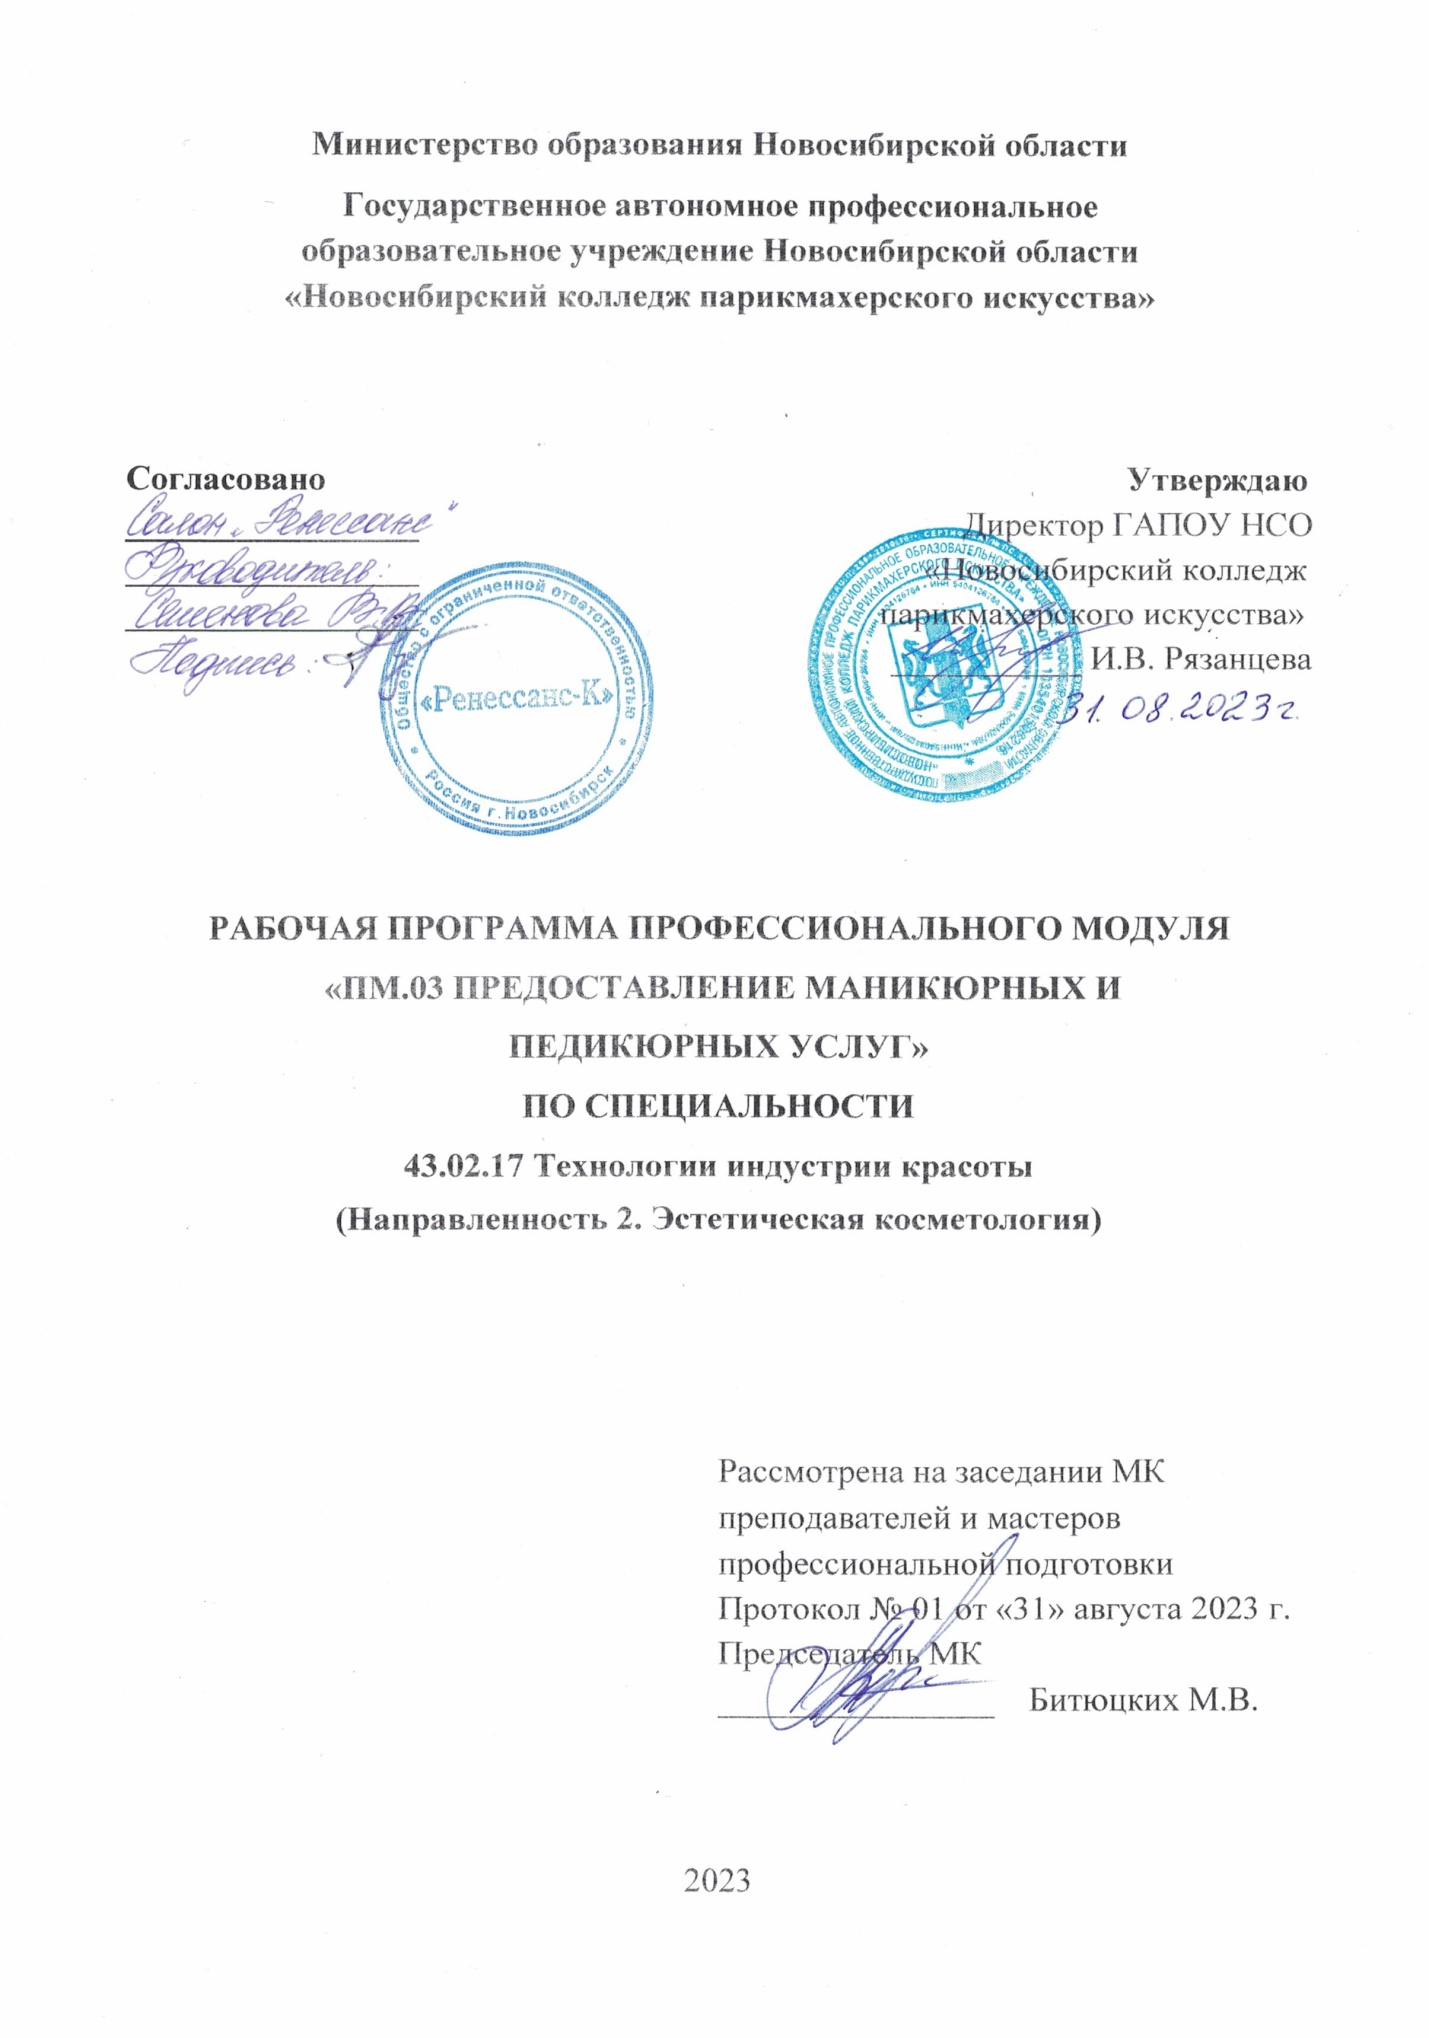 Министерство образования Новосибирской области
Государственное автономное профессиональное
образовательное учреждение Новосибирской области
«Новосибирский колледж парикмахерского искусства»
Согласовано
Салон „Ренессанс"
Руководитель:
Семенова В.В.
Подпись:
Общество с ограниченной ответственностью
«Ренессанс-К»
Россия г. Новосибирск
Утверждаю
Директор ГАПОУ НСО
«Новосибирский колледж
парикмахерского искусства»
И.В. Рязанцева
31.08.2023г.
РАБОЧАЯ ПРОГРАММА ПРОФЕССИОНАЛЬНОГО МОДУЛЯ
«ПМ.03 ПРЕДОСТАВЛЕНИЕ МАНИКЮРНЫХ И
ПЕДИКЮРНЫХ УСЛУГ»
ПО СПЕЦИАЛЬНОСТИ
43.02.17 Технологии индустрии красоты
(Направленность 2. Эстетическая косметология)
Рассмотрена на заседании МК
преподавателей и мастеров
профессиональной подготовки
Протокол № 01 от «31» августа 2023 г.
Председатель МК
Битюцких М.В.
2023